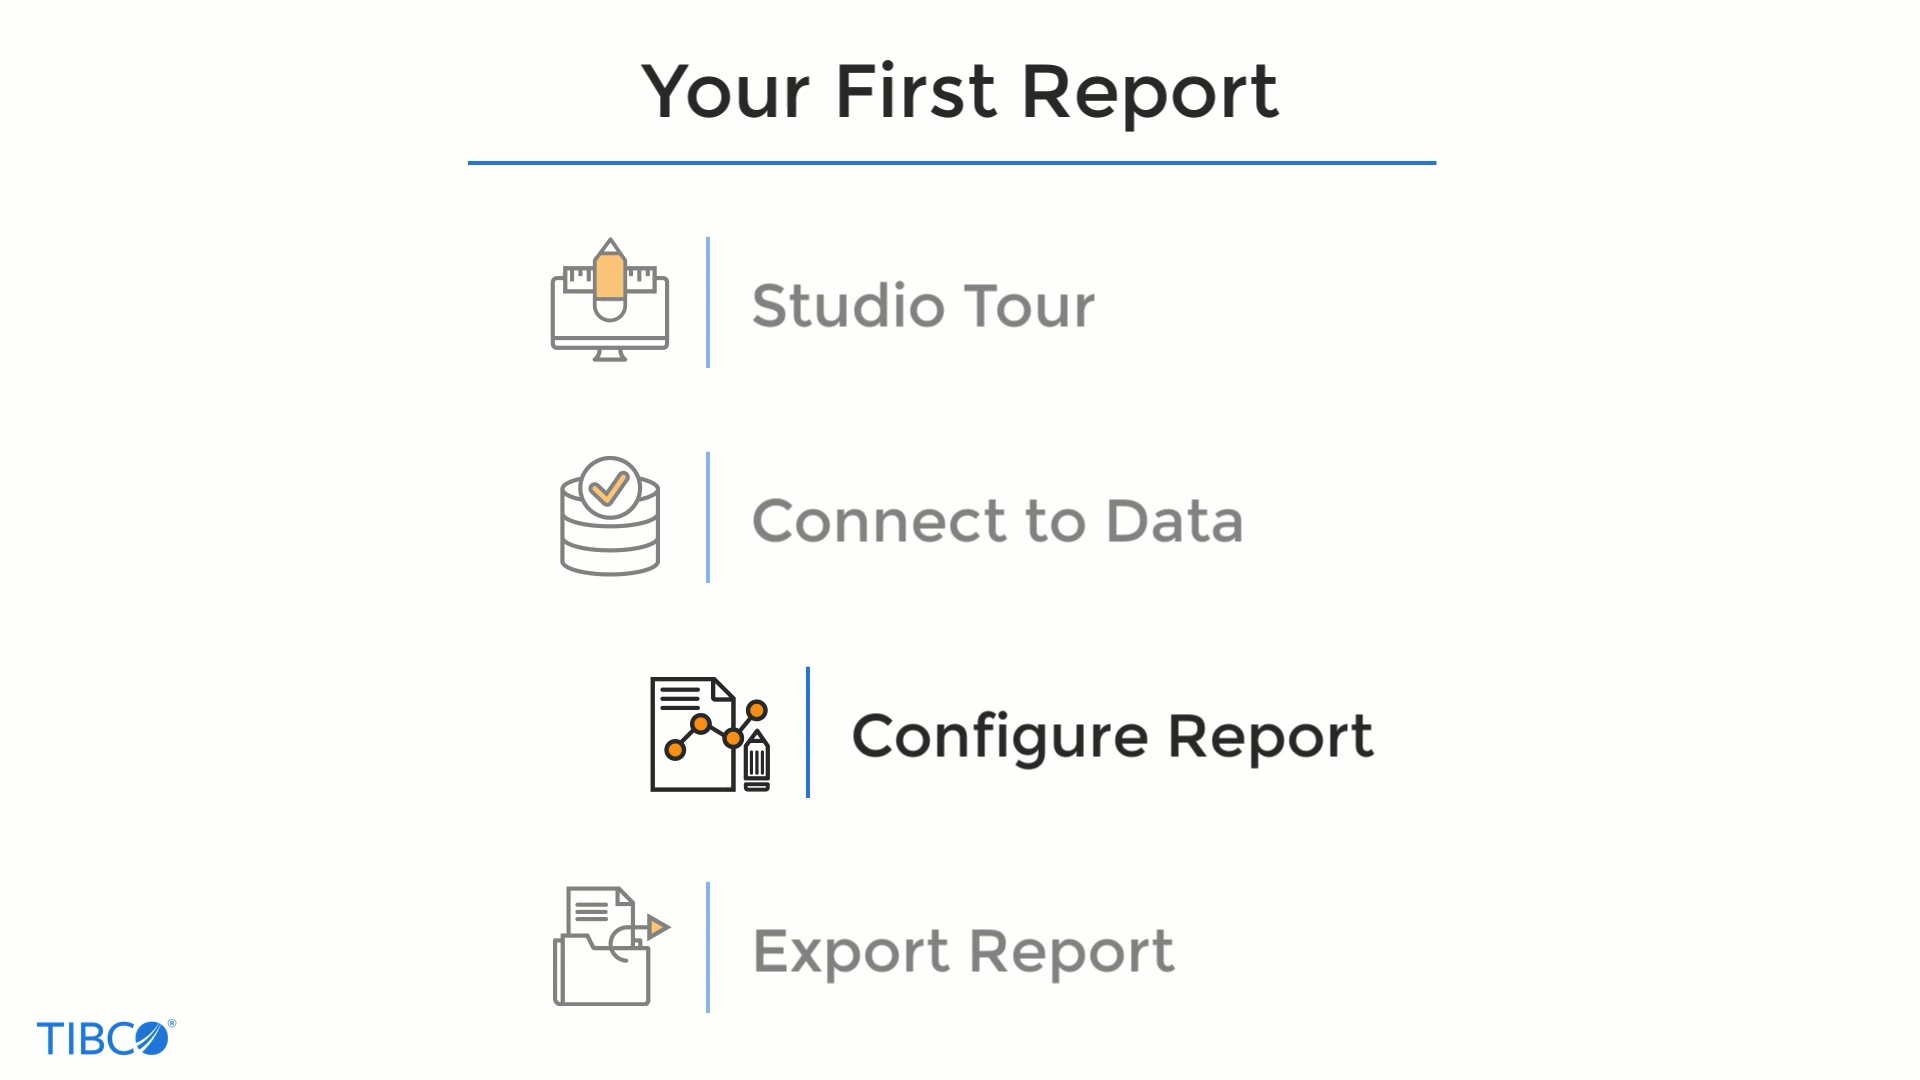 Your First Report
Studio Tour
Connect to Data
Configure Report
Export Report
TIBCO®